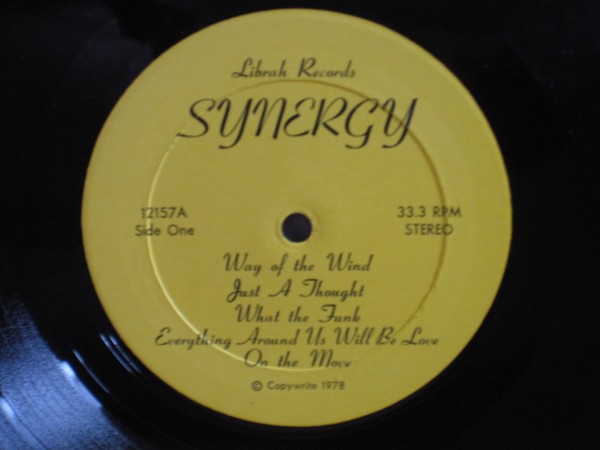 Librah Records
SYNERGY
12157A
Side One
33.3 RPM
STEREO
Way of the Wind
Just A Thought
What the Funk
Everything Around Us Will Be Love
On the Move
© Copywrite 1978